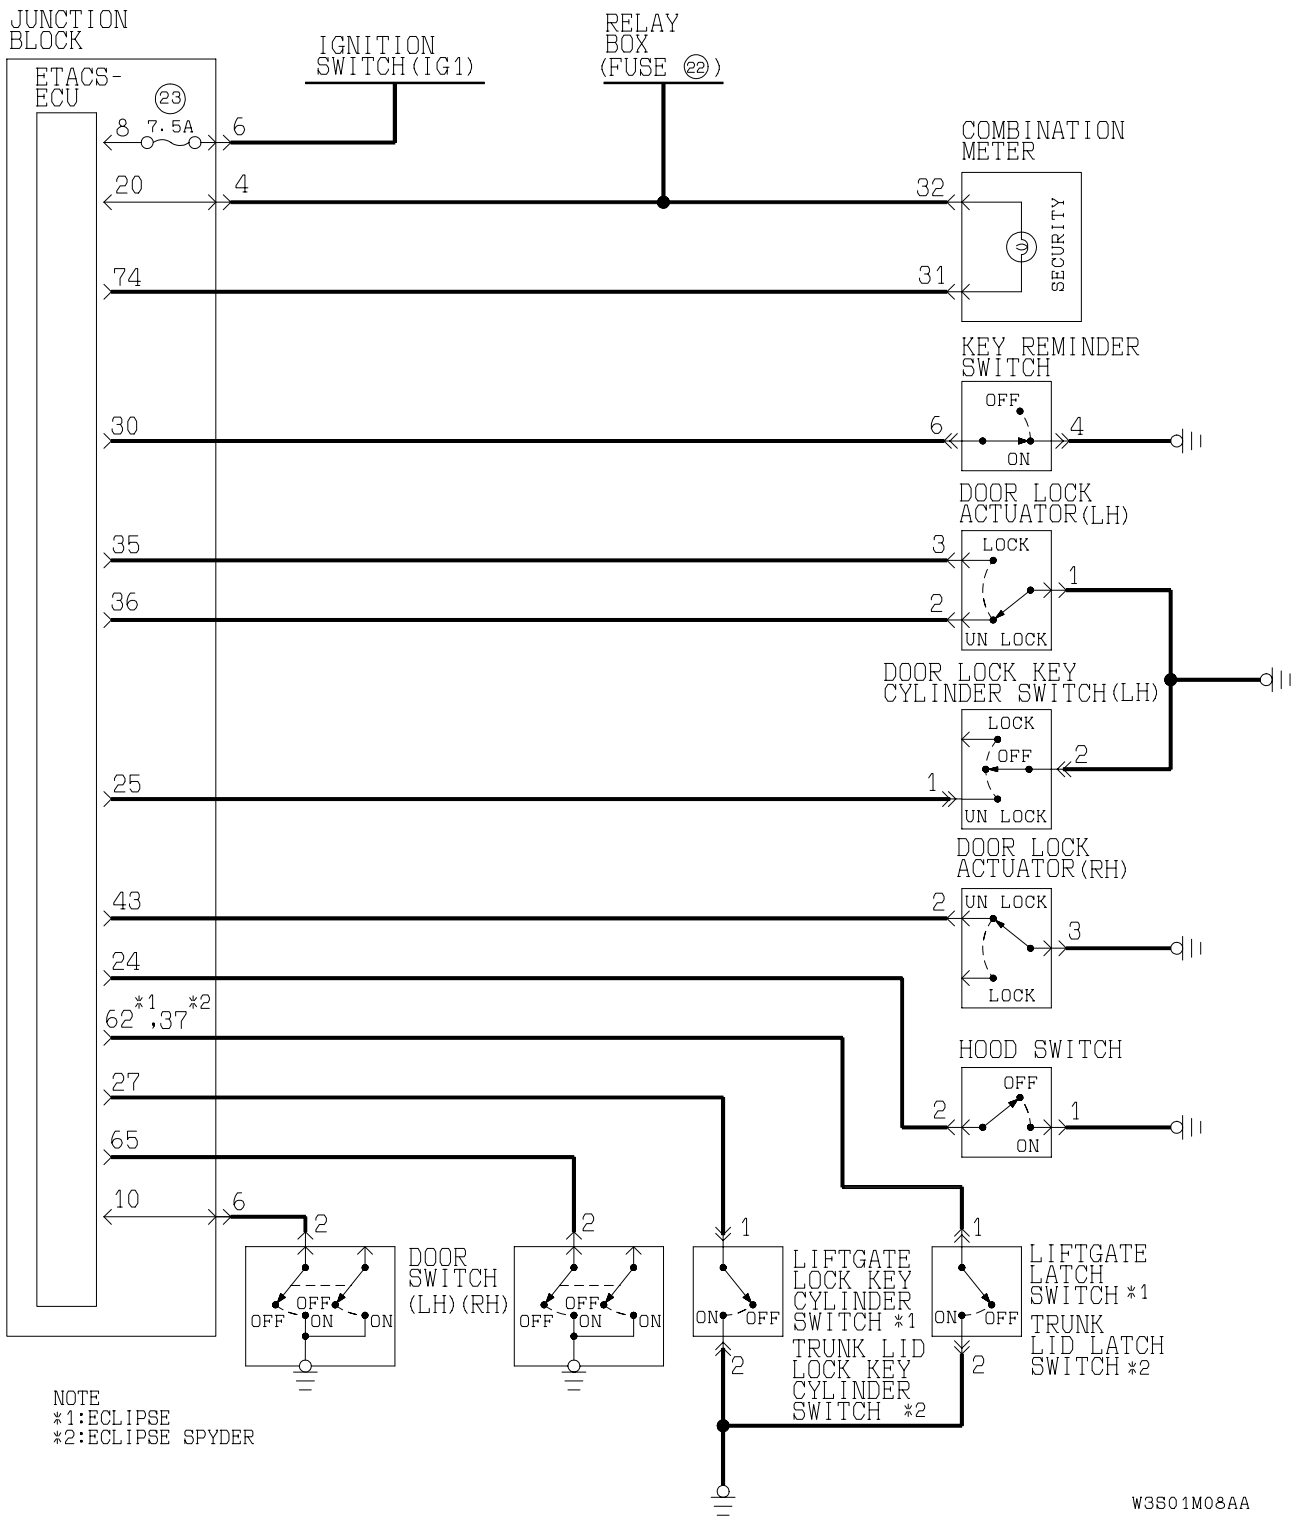 JUNCTION
BLOCK
ETACS-
ECU
23
7.5A
8
6
IGNITION
SWITCH(IG1)
RELAY
BOX
(FUSE 22)
20
4
32
COMBINATION
METER
SECURITY
74
31
KEY REMINDER
SWITCH
OFF
ON
30
6
4
DOOR LOCK
ACTUATOR(LH)
LOCK
UN LOCK
35
3
36
2
1
DOOR LOCK KEY
CYLINDER SWITCH(LH)
LOCK
OFF
UN LOCK
2
25
1
DOOR LOCK
ACTUATOR(RH)
UN LOCK
LOCK
43
2
3
24
62*1,37*2
HOOD SWITCH
OFF
ON
2
1
27
65
10
6
2
OFF
OFF
ON
ON
DOOR
SWITCH
(LH)(RH)
2
OFF
OFF
ON
ON
1
ON
OFF
2
LIFTGATE
LOCK KEY
CYLINDER
SWITCH *1
TRUNK LID
LOCK KEY
CYLINDER
SWITCH *2
1
ON
OFF
2
LIFTGATE
LATCH
SWITCH *1
TRUNK
LID LATCH
SWITCH *2
NOTE
*1:ECLIPSE
*2:ECLIPSE SPYDER
W3S01M08AA